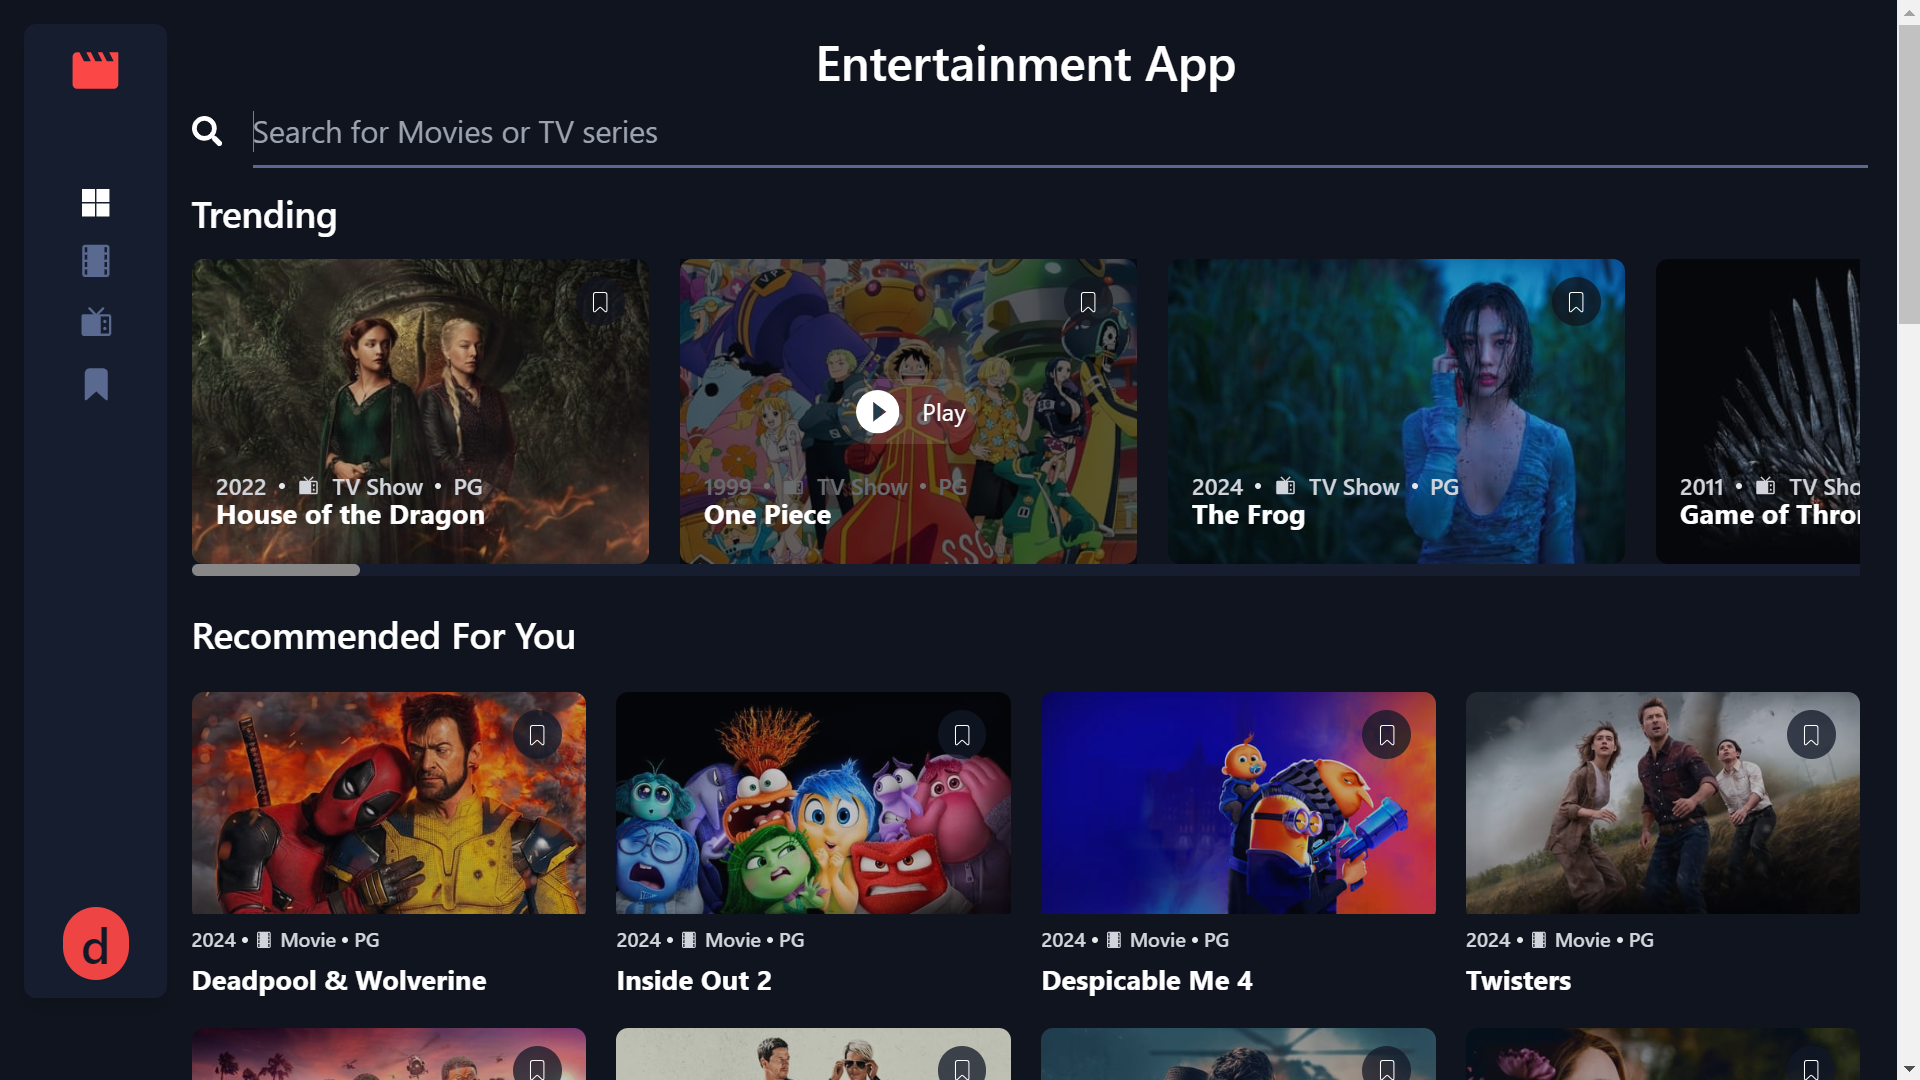 Entertainment App
Search for Movies or TV series
Trending
2022 • TV Show • PG
House of the Dragon
VP
Play
1999 • TV Show • PG
One Piece
SSG
2024 • TV Show • PG
The Frog
2011 • TV Sho
Game of Thron
Recommended For You
2024 • Movie • PG
Deadpool & Wolverine
2024 • Movie • PG
Inside Out 2
2024 • Movie • PG
Despicable Me 4
2024 • Movie • PG
Twisters
d